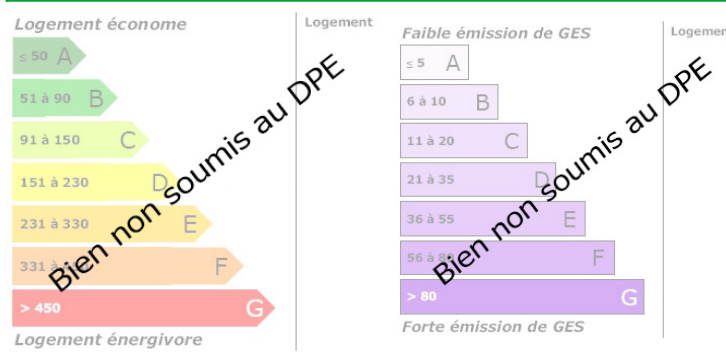 Logement économe
Logement
≤ 50 A
51 à 90 B
91 à 150 C
151 à 230 D
231 à 330 E
331 à F
> 450 G
Logement énergivore
Bien non soumis au DPE
Faible émission de GES
Logemen
≤ 5 A
6 à 10 B
11 à 20 C
21 à 35 D
36 à 55 E
56 à 80 F
> 80 G
Forte émission de GES
Bien non soumis au DPE